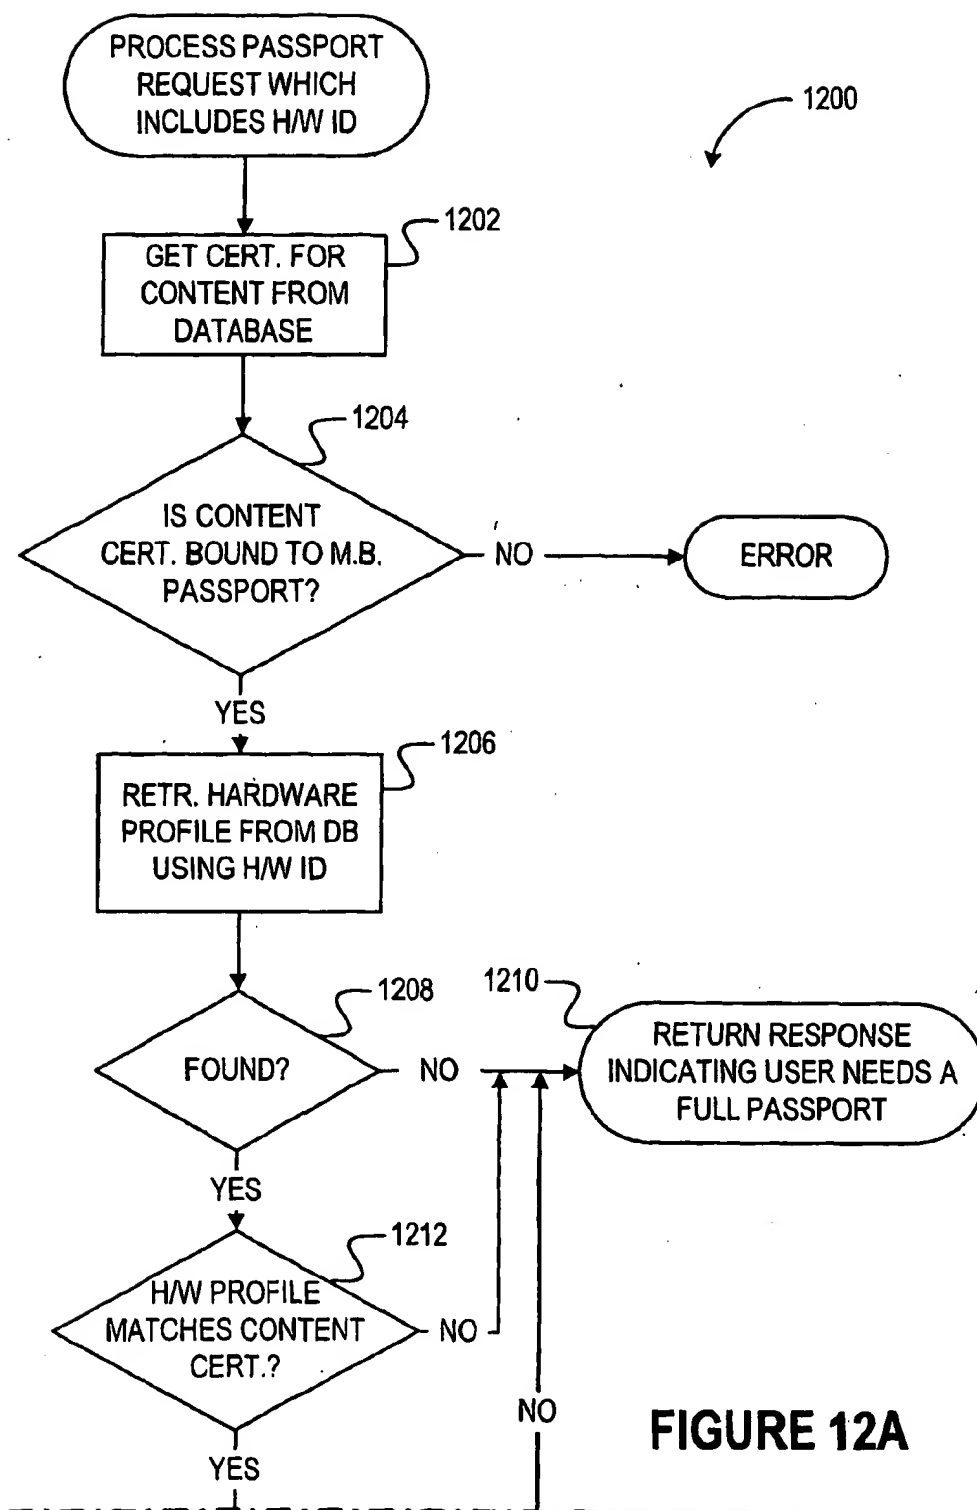 PROCESS PASSPORT
REQUEST WHICH
INCLUDES H/W ID
1200
1202
GET CERT. FOR
CONTENT FROM
DATABASE
1204
IS CONTENT
CERT. BOUND TO M.B.
PASSPORT?
NO
ERROR
YES
1206
RETR. HARDWARE
PROFILE FROM DB
USING H/W ID
1208
FOUND?
NO
1210
RETURN RESPONSE
INDICATING USER NEEDS A
FULL PASSPORT
YES
1212
H/W PROFILE
MATCHES CONTENT
CERT.?
NO
NO
YES
FIGURE 12A